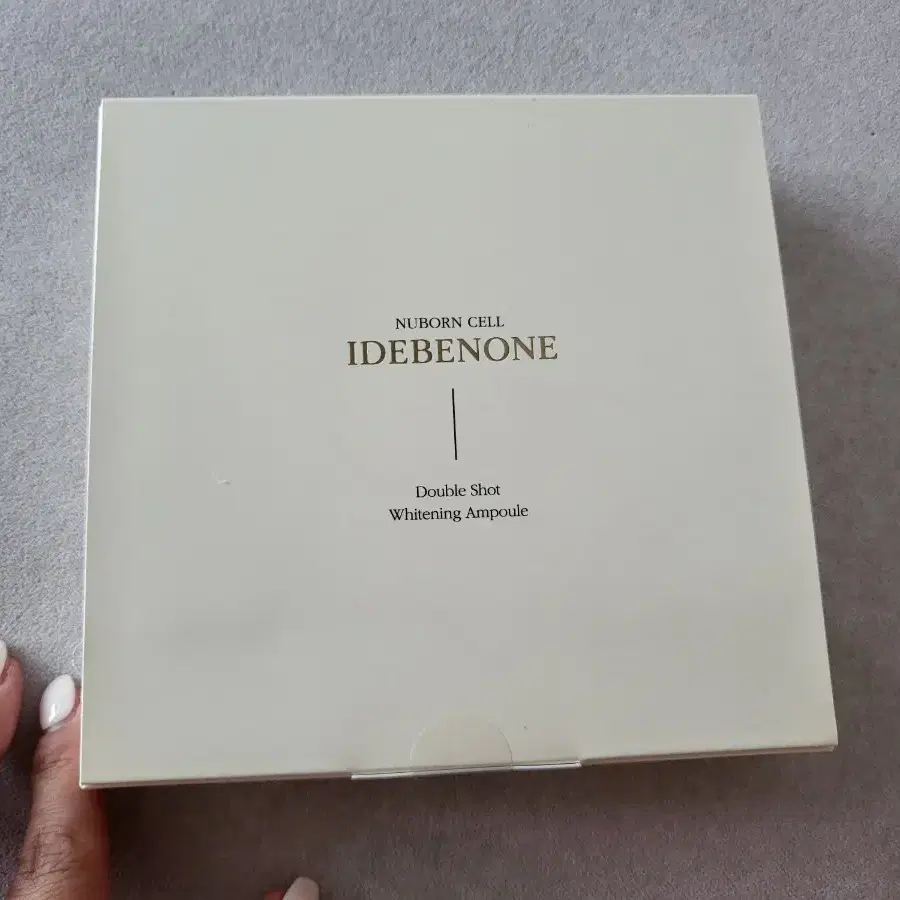 NUBORN CELL
IDEBENONE
Double Shot
Whitening Ampoule